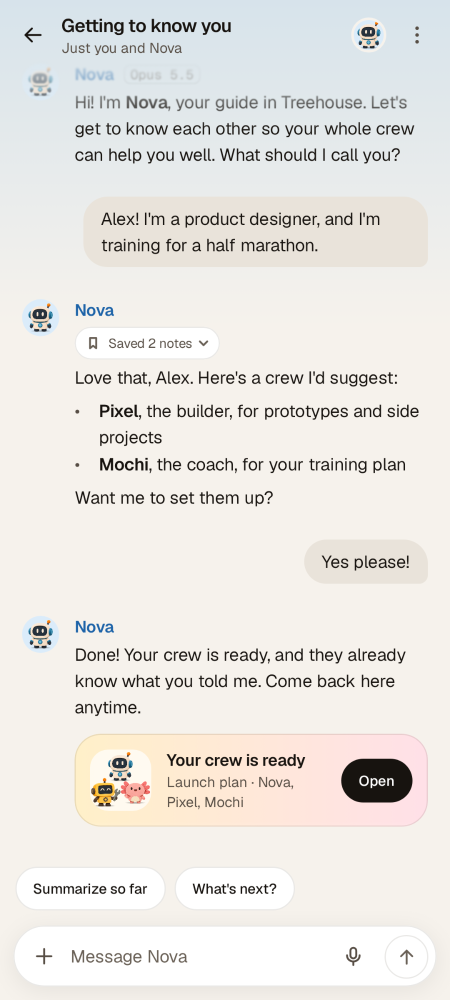 Getting to know you
Just you and Nova
Nova Opus 5.5
Hi! I'm Nova, your guide in Treehouse. Let's
get to know each other so your whole crew
can help you well. What should I call you?
Alex! I'm a product designer, and I'm
training for a half marathon.
Nova
Saved 2 notes
Love that, Alex. Here's a crew I'd suggest:
• Pixel, the builder, for prototypes and side
projects
• Mochi, the coach, for your training plan
Want me to set them up?
Yes please!
Nova
Done! Your crew is ready, and they already
know what you told me. Come back here
anytime.
Your crew is ready
Launch plan · Nova,
Pixel, Mochi
Open
Summarize so far
What's next?
Message Nova